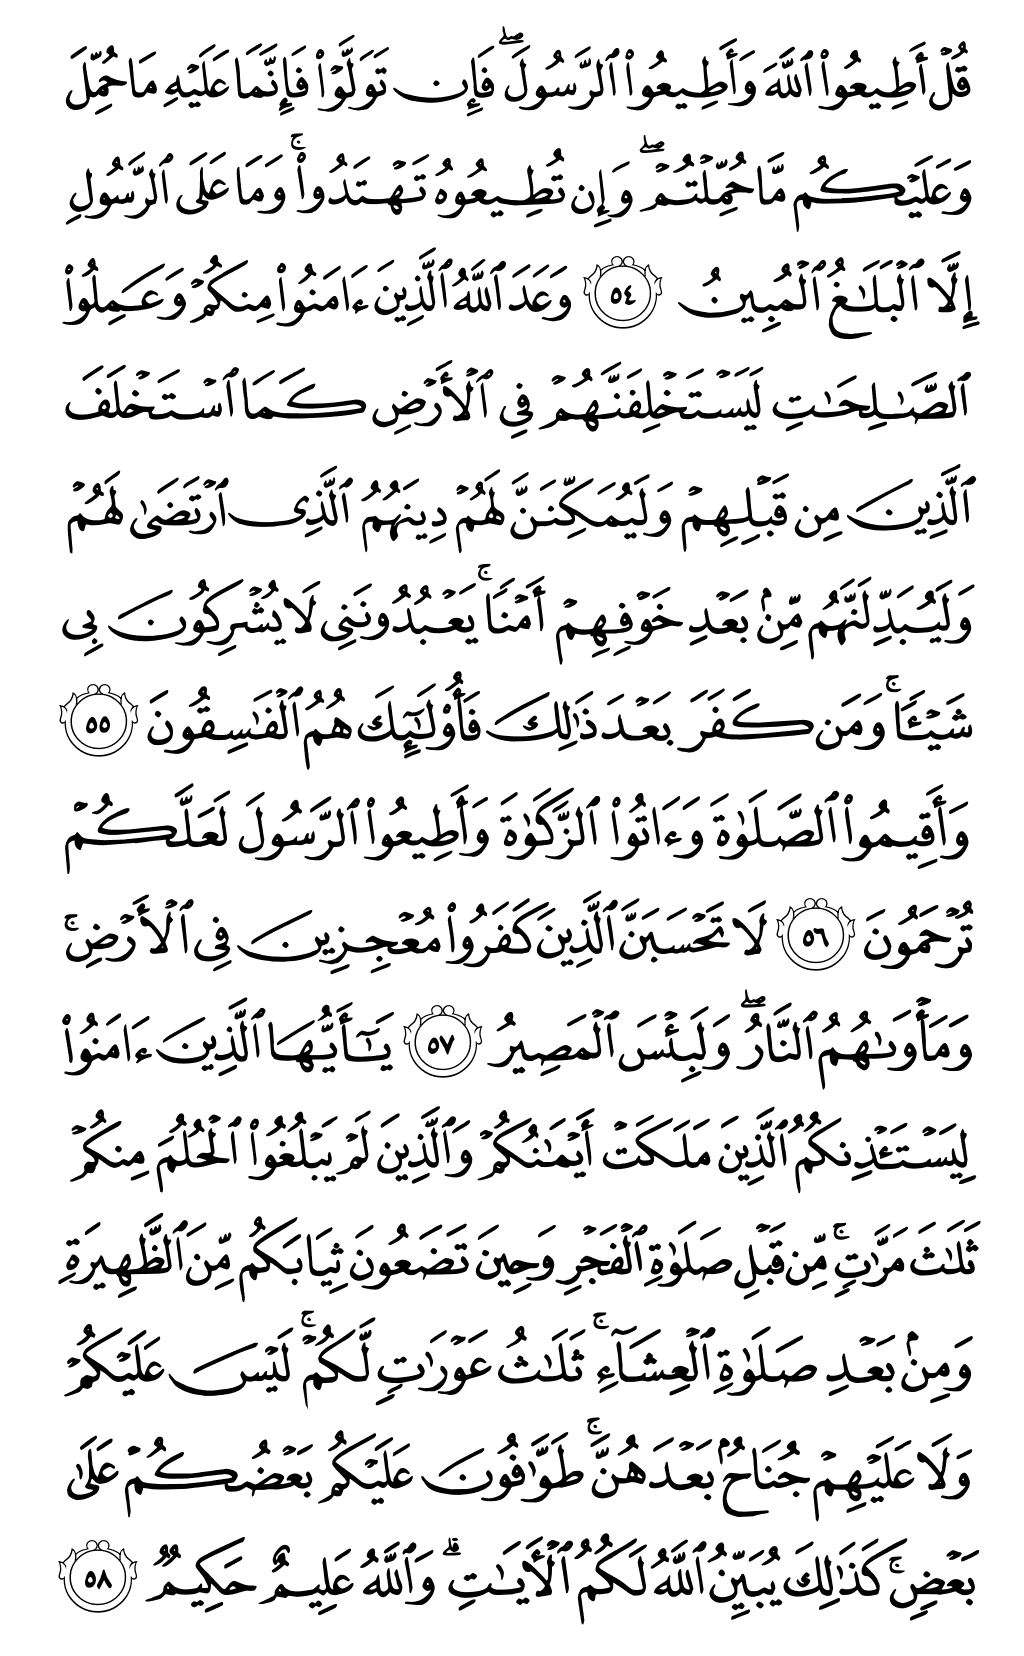 قُلۡ أَطِيعُواْ ٱللَّهَ وَأَطِيعُواْ ٱلرَّسُولَۖ فَإِن تَوَلَّوۡاْ فَإِنَّمَا عَلَيۡهِ مَا حُمِّلَ
وَعَلَيۡكُم مَّا حُمِّلۡتُمۡۖ وَإِن تُطِيعُوهُ تَهۡتَدُواْۚ وَمَا عَلَى ٱلرَّسُولِ
إِلَّا ٱلۡبَلَٰغُ ٱلۡمُبِينُ ٥٤ وَعَدَ ٱللَّهُ ٱلَّذِينَ ءَامَنُواْ مِنكُمۡ وَعَمِلُواْ
ٱلصَّٰلِحَٰتِ لَيَسۡتَخۡلِفَنَّهُمۡ فِي ٱلۡأَرۡضِ كَمَا ٱسۡتَخۡلَفَ
ٱلَّذِينَ مِن قَبۡلِهِمۡ وَلَيُمَكِّنَنَّ لَهُمۡ دِينَهُمُ ٱلَّذِي ٱرۡتَضَىٰ لَهُمۡ
وَلَيُبَدِّلَنَّهُم مِّنۢ بَعۡدِ خَوۡفِهِمۡ أَمۡنٗاۚ يَعۡبُدُونَنِي لَا يُشۡرِكُونَ بِي
شَيۡـٔٗاۚ وَمَن كَفَرَ بَعۡدَ ذَٰلِكَ فَأُوْلَٰٓئِكَ هُمُ ٱلۡفَٰسِقُونَ ٥٥
وَأَقِيمُواْ ٱلصَّلَوٰةَ وَءَاتُواْ ٱلزَّكَوٰةَ وَأَطِيعُواْ ٱلرَّسُولَ لَعَلَّكُمۡ
تُرۡحَمُونَ ٥٦ لَا تَحۡسَبَنَّ ٱلَّذِينَ كَفَرُواْ مُعۡجِزِينَ فِي ٱلۡأَرۡضِۚ
وَمَأۡوَىٰهُمُ ٱلنَّارُۖ وَلَبِئۡسَ ٱلۡمَصِيرُ ٥٧ يَٰٓأَيُّهَا ٱلَّذِينَ ءَامَنُواْ
لِيَسۡتَـٔۡذِنكُمُ ٱلَّذِينَ مَلَكَتۡ أَيۡمَٰنُكُمۡ وَٱلَّذِينَ لَمۡ يَبۡلُغُواْ ٱلۡحُلُمَ مِنكُمۡ
ثَلَٰثَ مَرَّٰتٖۚ مِّن قَبۡلِ صَلَوٰةِ ٱلۡفَجۡرِ وَحِينَ تَضَعُونَ ثِيَابَكُم مِّنَ ٱلظَّهِيرَةِ
وَمِنۢ بَعۡدِ صَلَوٰةِ ٱلۡعِشَآءِۚ ثَلَٰثُ عَوۡرَٰتٖ لَّكُمۡۚ لَيۡسَ عَلَيۡكُمۡ
وَلَا عَلَيۡهِمۡ جُنَاحُۢ بَعۡدَهُنَّۚ طَوَّٰفُونَ عَلَيۡكُم بَعۡضُكُمۡ عَلَىٰ
بَعۡضٖۚ كَذَٰلِكَ يُبَيِّنُ ٱللَّهُ لَكُمُ ٱلۡأٓيَٰتِۗ وَٱللَّهُ عَلِيمٌ حَكِيمٞ ٥٨